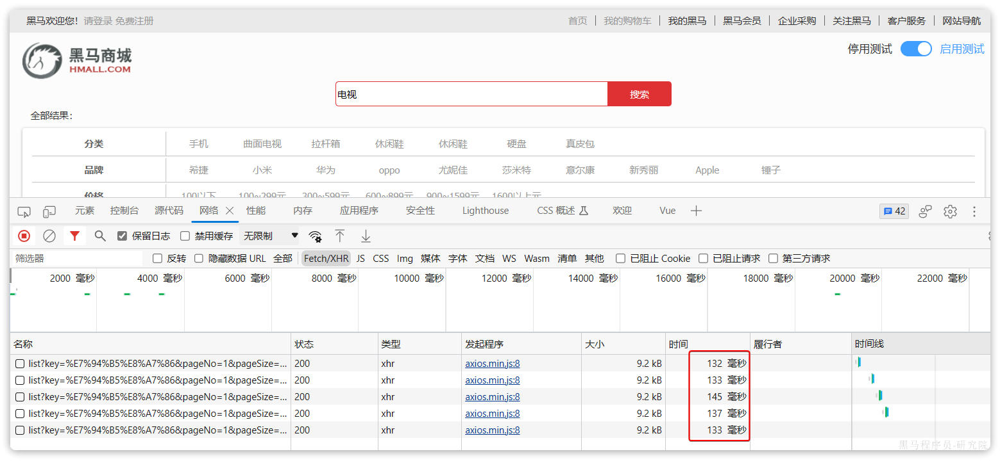 黑马欢迎您！请登录 免费注册 首页 我的购物车 我的黑马 黑马会员 企业采购 关注黑马 客户服务 网站导航
黑马商城
HMALL.COM
停用测试 启用测试
电视 搜索
全部结果：
分类 手机 曲面电视 拉杆箱 休闲鞋 休闲鞋 硬盘 真皮包
品牌 希捷 小米 华为 oppo 尤妮佳 莎米特 意尔康 新秀丽 Apple 锤子
价格 100以下 100~299元 300~599元 600~899元 900~1599元 1600以上元
元素 控制台 源代码 网络 性能 内存 应用程序 安全性 Lighthouse CSS 概述 欢迎 Vue 42
保留日志 禁用缓存 无限制
筛选器 反转 隐藏数据 URL 全部 Fetch/XHR JS CSS Img 媒体 字体 文档 WS Wasm 清单 其他 已阻止 Cookie 已阻止请求 第三方请求
2000 毫秒 4000 毫秒 6000 毫秒 8000 毫秒 10000 毫秒 12000 毫秒 14000 毫秒 16000 毫秒 18000 毫秒 20000 毫秒 22000 毫秒
名称 状态 类型 发起程序 大小 时间 履行者 时间线
list?key=%E7%94%B5%E8%A7%86&pageNo=1&pageSize=... 200 xhr axios.min.js:8 9.2 kB 132 毫秒
list?key=%E7%94%B5%E8%A7%86&pageNo=1&pageSize=... 200 xhr axios.min.js:8 9.2 kB 133 毫秒
list?key=%E7%94%B5%E8%A7%86&pageNo=1&pageSize=... 200 xhr axios.min.js:8 9.2 kB 145 毫秒
list?key=%E7%94%B5%E8%A7%86&pageNo=1&pageSize=... 200 xhr axios.min.js:8 9.2 kB 137 毫秒
list?key=%E7%94%B5%E8%A7%86&pageNo=1&pageSize=... 200 xhr axios.min.js:8 9.2 kB 133 毫秒
黑马程序员-研究院